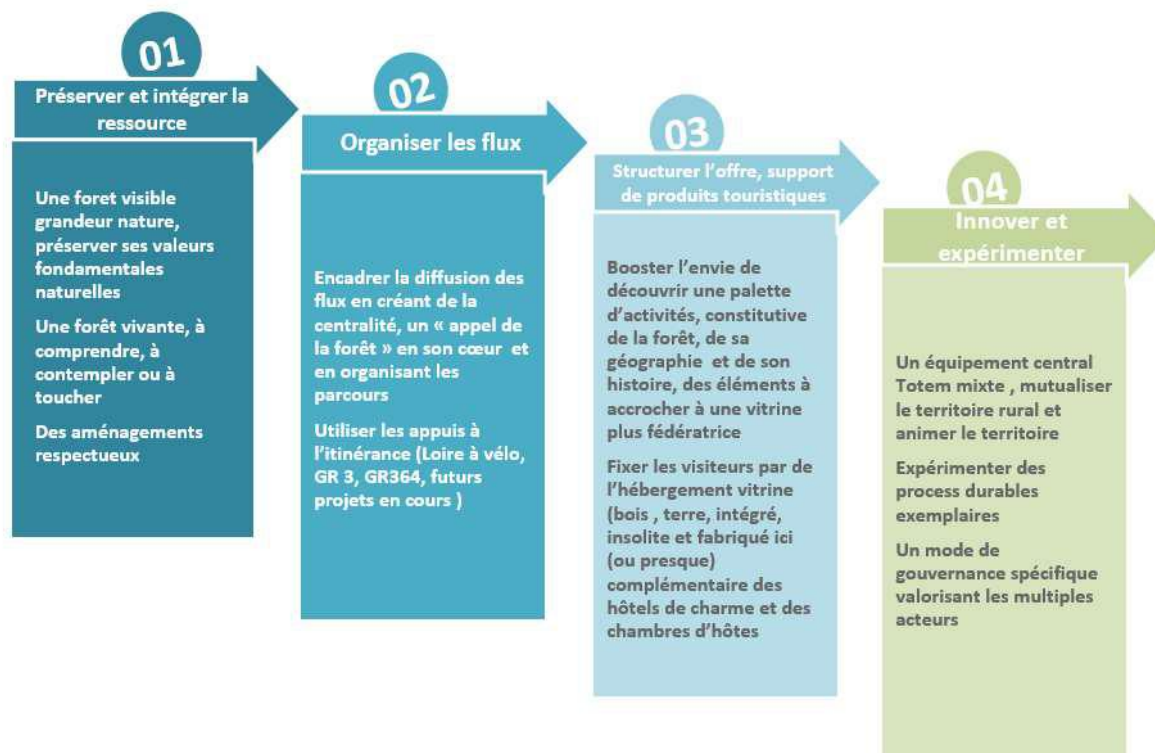 01
Préserver et intégrer la
ressource
Une foret visible
grandeur nature,
préserver ses valeurs
fondamentales
naturelles
Une forêt vivante, à
comprendre, à
contempler ou à
toucher
Des aménagements
respectueux
02
Organiser les flux
Encadrer la diffusion des
flux en créant de la
centralité, un « appel de
la forêt » en son cœur et
en organisant les
parcours
Utiliser les appuis à
l'itinérance (Loire à vélo,
GR 3, GR364, futurs
projets en cours )
03
Structurer l'offre, support
de produits touristiques
Booster l'envie de
découvrir une palette
d'activités, constitutive
de la forêt, de sa
géographie et de son
histoire, des éléments à
accrocher à une vitrine
plus fédératrice
Fixer les visiteurs par de
l'hébergement vitrine
(bois , terre, intégré,
insolite et fabriqué ici
(ou presque)
complémentaire des
hôtels de charme et des
chambres d'hôtes
04
Innover et
expérimenter
Un équipement central
Totem mixte , mutualiser
le territoire rural et
animer le territoire
Expérimenter des
process durables
exemplaires
Un mode de
gouvernance spécifique
valorisant les multiples
acteurs